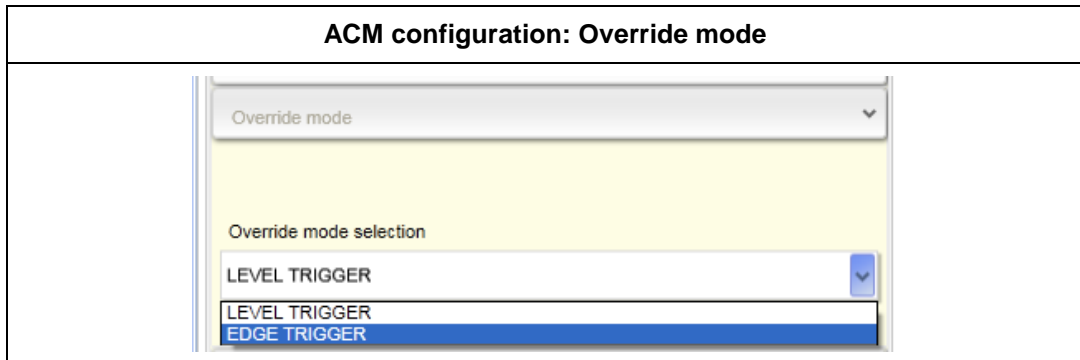 ACM configuration: Override mode
Override mode
Override mode selection
LEVEL TRIGGER
LEVEL TRIGGER
EDGE TRIGGER